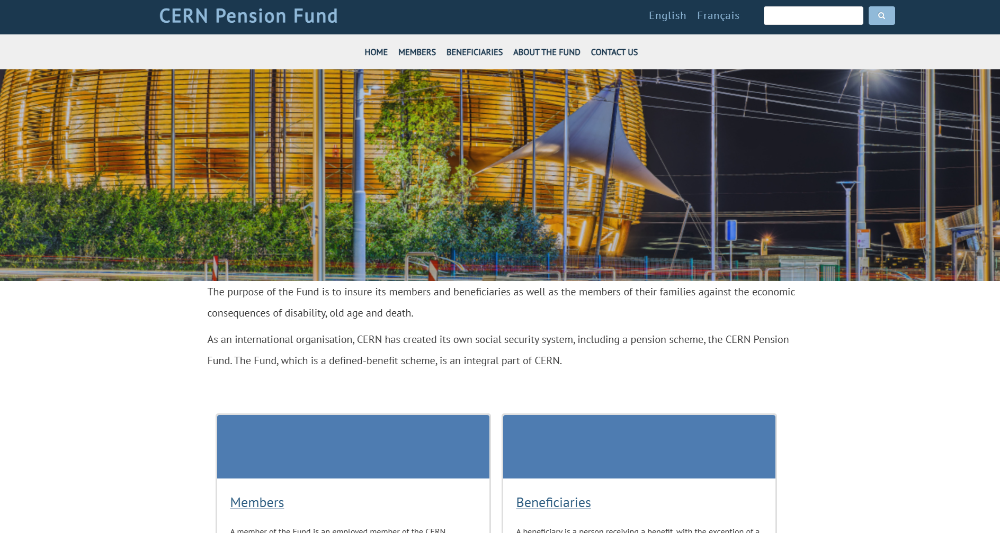 CERN Pension Fund
English Français
HOME MEMBERS BENEFICIARIES ABOUT THE FUND CONTACT US
The purpose of the Fund is to insure its members and beneficiaries as well as the members of their families against the economic
consequences of disability, old age and death.
As an international organisation, CERN has created its own social security system, including a pension scheme, the CERN Pension
Fund. The Fund, which is a defined-benefit scheme, is an integral part of CERN.
Members
Beneficiaries
A member of the Fund is an employed member of the CERN
A beneficiary is a person receiving a benefit, with the exception of a